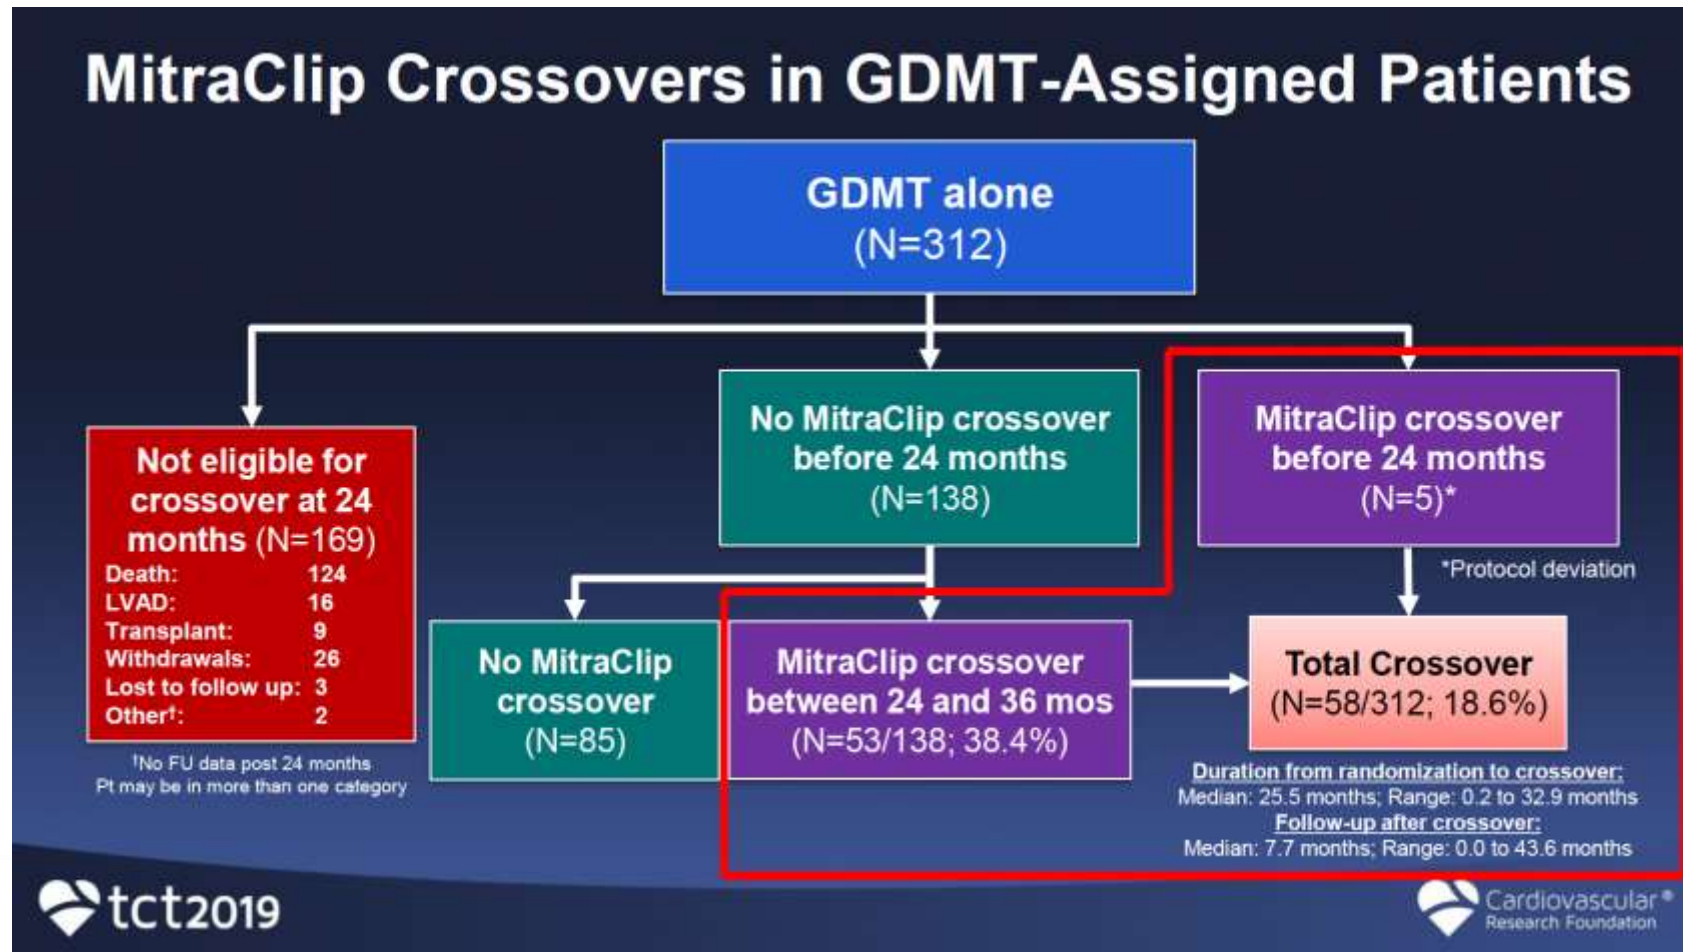 MitraClip Crossovers in GDMT-Assigned Patients
GDMT alone
(N=312)
Not eligible for
crossover at 24
months (N=169)
Death: 124
LVAD: 16
Transplant: 9
Withdrawals: 26
Lost to follow up: 3
Other†: 2
†No FU data post 24 months
Pt may be in more than one category
No MitraClip crossover
before 24 months
(N=138)
MitraClip crossover
before 24 months
(N=5)*
*Protocol deviation
No MitraClip
crossover
(N=85)
MitraClip crossover
between 24 and 36 mos
(N=53/138; 38.4%)
Total Crossover
(N=58/312; 18.6%)
Duration from randomization to crossover:
Median: 25.5 months; Range: 0.2 to 32.9 months
Follow-up after crossover:
Median: 7.7 months; Range: 0.0 to 43.6 months
tct2019
Cardiovascular®
Research Foundation